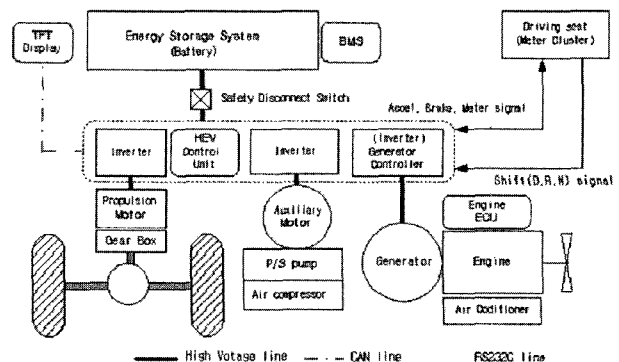 TFT
Display
Energy Storage System
(Battery)
BMS
Driving seat
(Meter Cluster)
Safety Disconnect Switch
Accel, Brake, Meter signal
Inverter
HEV
Control
Unit
Inverter
(Inverter)
Generator
Controller
Shift(D,R,N) signal
Propulsion
Motor
Gear Box
Auxiliary
Motor
Engine
ECU
P/S pump
Air compressor
Generator
Engine
Air Coditioner
High Votage line
CAN line
RS232C line